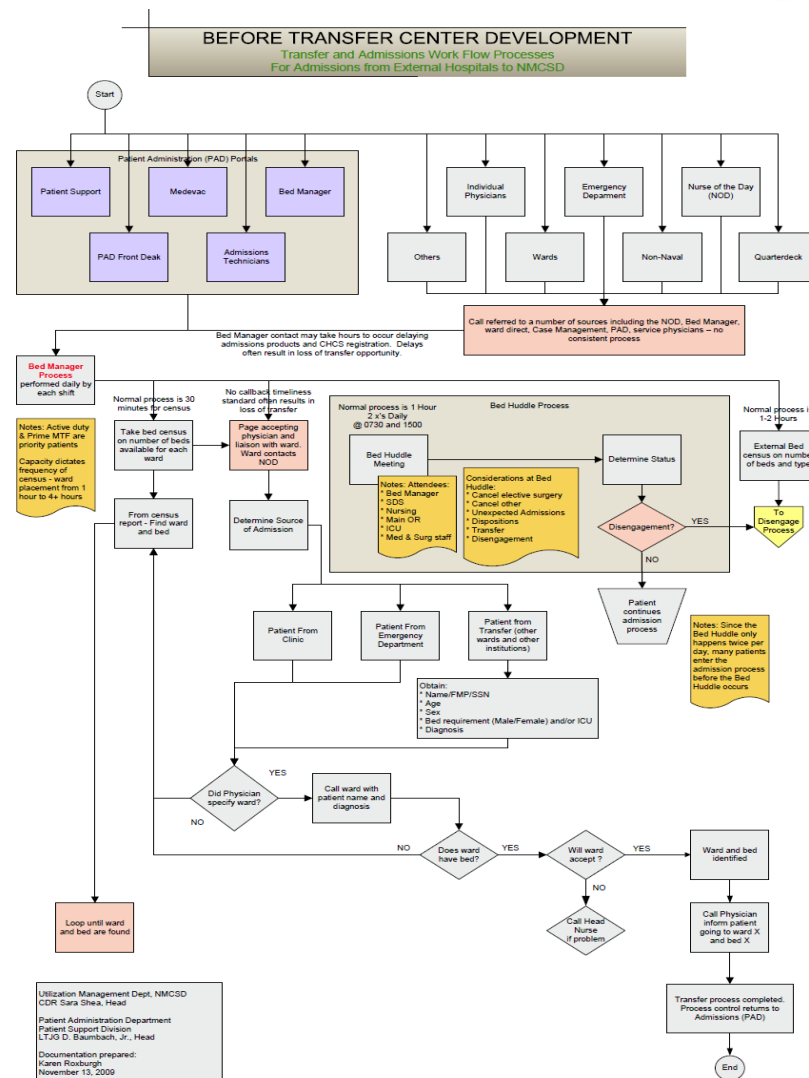 BEFORE TRANSFER CENTER DEVELOPMENT
Transfer and Admissions Work Flow Processes
For Admissions from External Hospitals to NMCSD
Start
Patient Administration (PAD) Portals
Patient Support
Medevac
Bed Manager
PAD Front Deak
Admissions
Technicians
Individual
Physicians
Emergency
Deparment
Nurse of the Day
(NOD)
Others
Wards
Non-Naval
Quarterdeck
Call referred to a number of sources including the NOD, Bed Manager,
ward direct, Case Management, PAD, service physicians – no
consistent process
Bed Manager contact may take hours to occur delaying
admissions products and CHCS registration. Delays
often result in loss of transfer opportunity.
Bed Manager
Process
performed daily by
each shift
Normal process is 30
minutes for census
No callback timeliness
standard often results in
loss of transfer
Notes: Active duty
& Prime MTF are
priority patients
Capacity dictates
frequency of
census - ward
placement from 1
hour to 4+ hours
Take bed census
on number of beds
available for each
ward
Page accepting
physician and
liaison with ward.
Ward contacts
NOD
From census
report - Find ward
and bed
Determine Source
of Admission
Normal process is 1 Hour
2 x's Daily
@ 0730 and 1500
Bed Huddle Process
Bed Huddle
Meeting
Determine Status
Notes: Attendees:
* Bed Manager
* SDS
* Nursing
* Main OR
* ICU
* Med & Surg staff
Considerations at Bed
Huddle:
* Cancel elective surgery
* Cancel other
* Unexpected Admissions
* Dispositions
* Transfer
* Disengagement
Disengagement?
YES
NO
Normal process is
1-2 Hours
External Bed
census on number
of beds and type
To
Disengage
Process
Patient
continues
admission
process
Notes: Since the
Bed Huddle only
happens twice per
day, many patients
enter the
admission process
before the Bed
Huddle occurs
Patient From
Clinic
Patient From
Emergency
Department
Patient from
Transfer (other
wards and other
institutions)
Obtain:
* Name/FMP/SSN
* Age
* Sex
* Bed requirement (Male/Female) and/or ICU
* Diagnosis
Did Physician
specify ward?
YES
NO
Call ward with
patient name and
diagnosis
Does ward
have bed?
NO
YES
Will ward
accept ?
YES
NO
Ward and bed
identified
Call Head
Nurse
if problem
Call Physician
inform patient
going to ward X
and bed X
Loop until ward
and bed are found
Transfer process completed.
Process control returns to
Admissions (PAD)
End
Utilization Management Dept, NMCSD
CDR Sara Shea, Head
Patient Administration Department
Patient Support Division
LTJG D. Baumbach, Jr., Head
Documentation prepared:
Karen Roxburgh
November 13, 2009